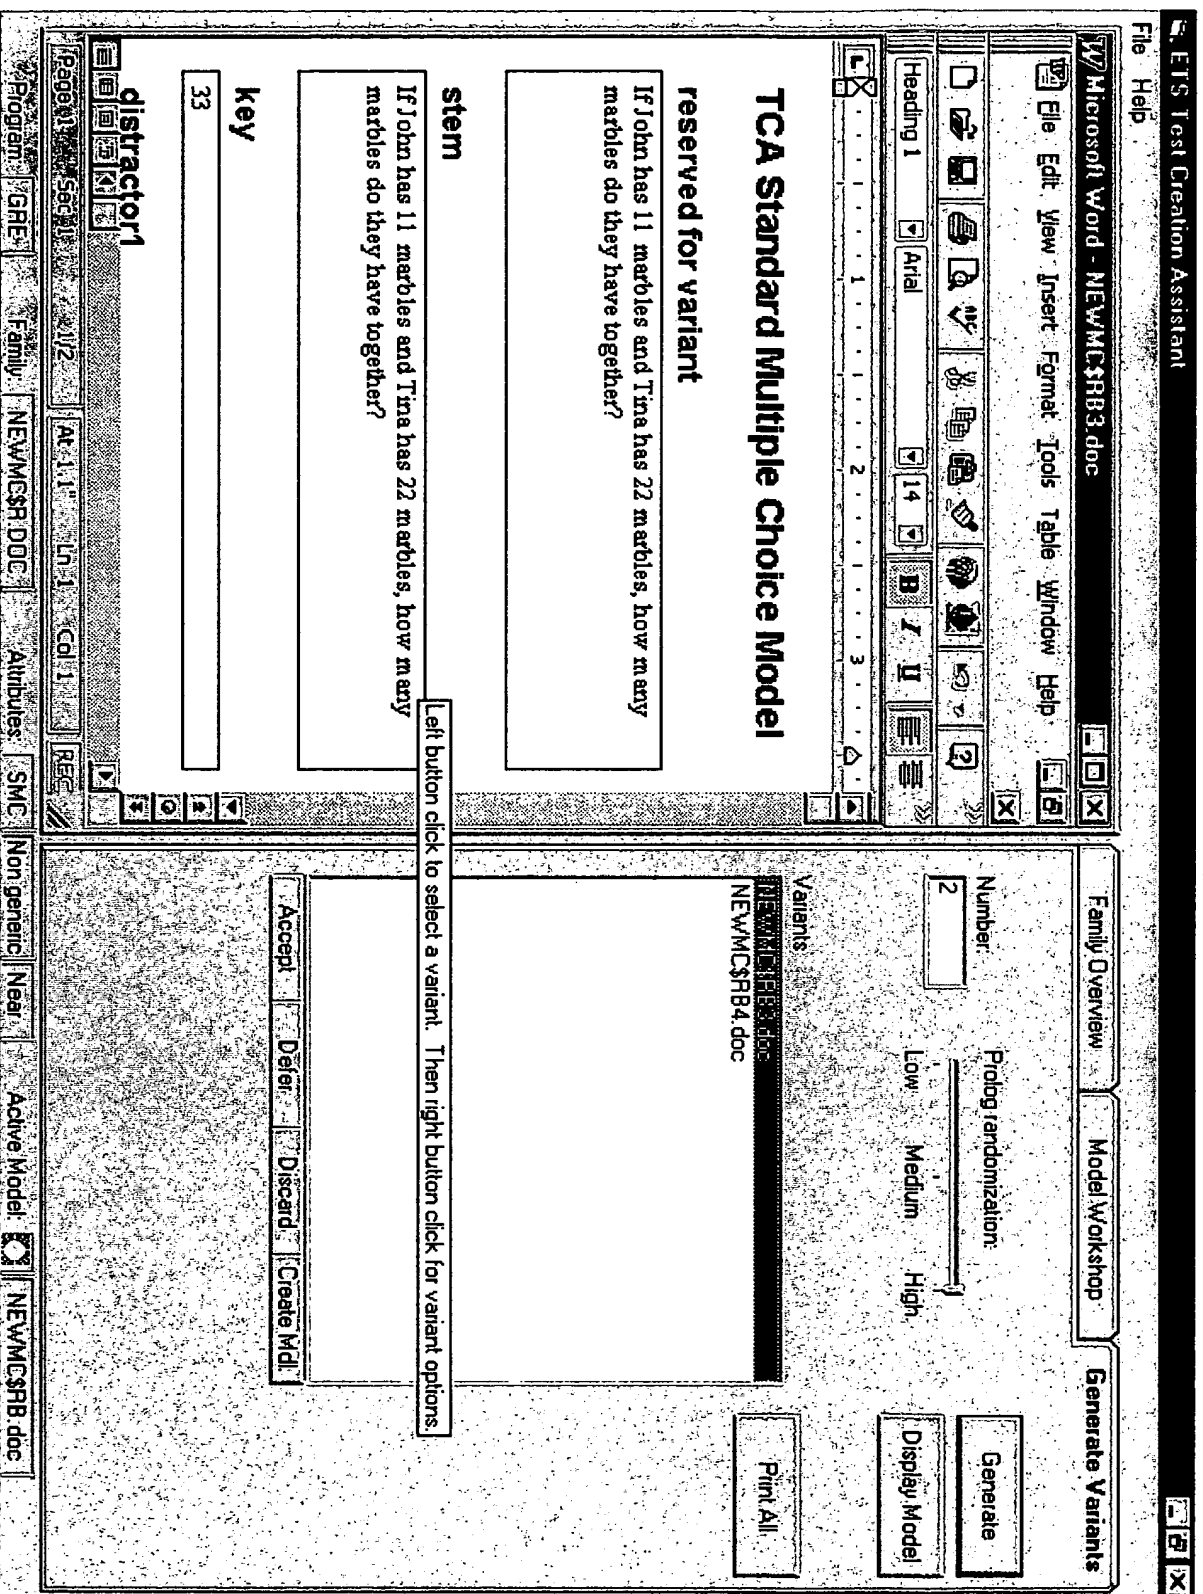 ETS Test Creation Assistant
File Help
Microsoft Word - NEWMC$RB3.doc
File Edit View Insert Format Tools Table Window Help
Heading 1 Arial 14 B I U
1 2 3
TCA Standard Multiple Choice Model
reserved for variant
If John has 11 marbles and Tina has 22 marbles, how many
marbles do they have together?
stem
If John has 11 marbles and Tina has 22 marbles, how many
marbles do they have together?
key
33
distractor1
Page 1 Sec 1 1/2 At 1.1" Ln 1 Col 1 REC
Family Overview Model Workshop Generate Variants
Number:
2
Prolog randomization:
Low Medium High
Generate
Display Model
Print All
Variants
NEWMC$RB3.doc
NEWMC$RB4.doc
Left button click to select a variant. Then right button click for variant options.
Accept Defer Discard Create Mdl
Program: GRE Family: NEWMC$R.DOC Attributes: SMC Non generic Near Active Model: NEWMC$RB.doc